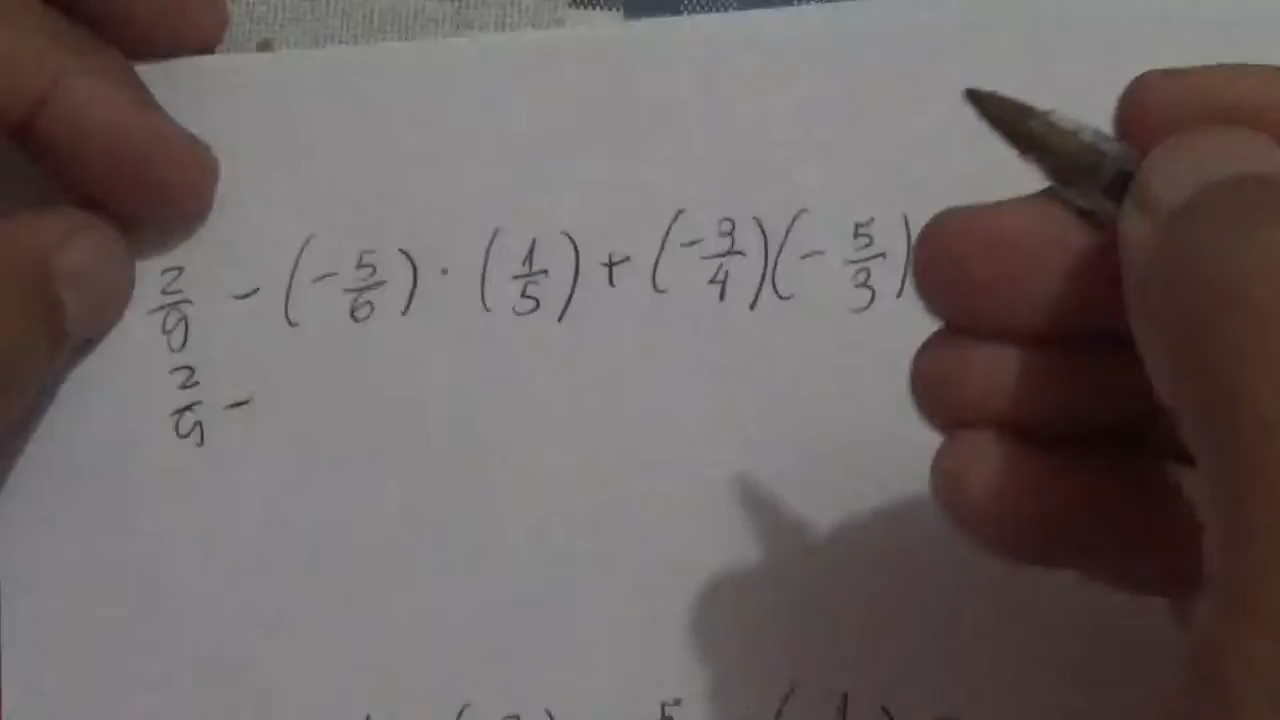 2/9 - (-5/6) · (1/5) + (-9/4)(-5/3)
2/9 -